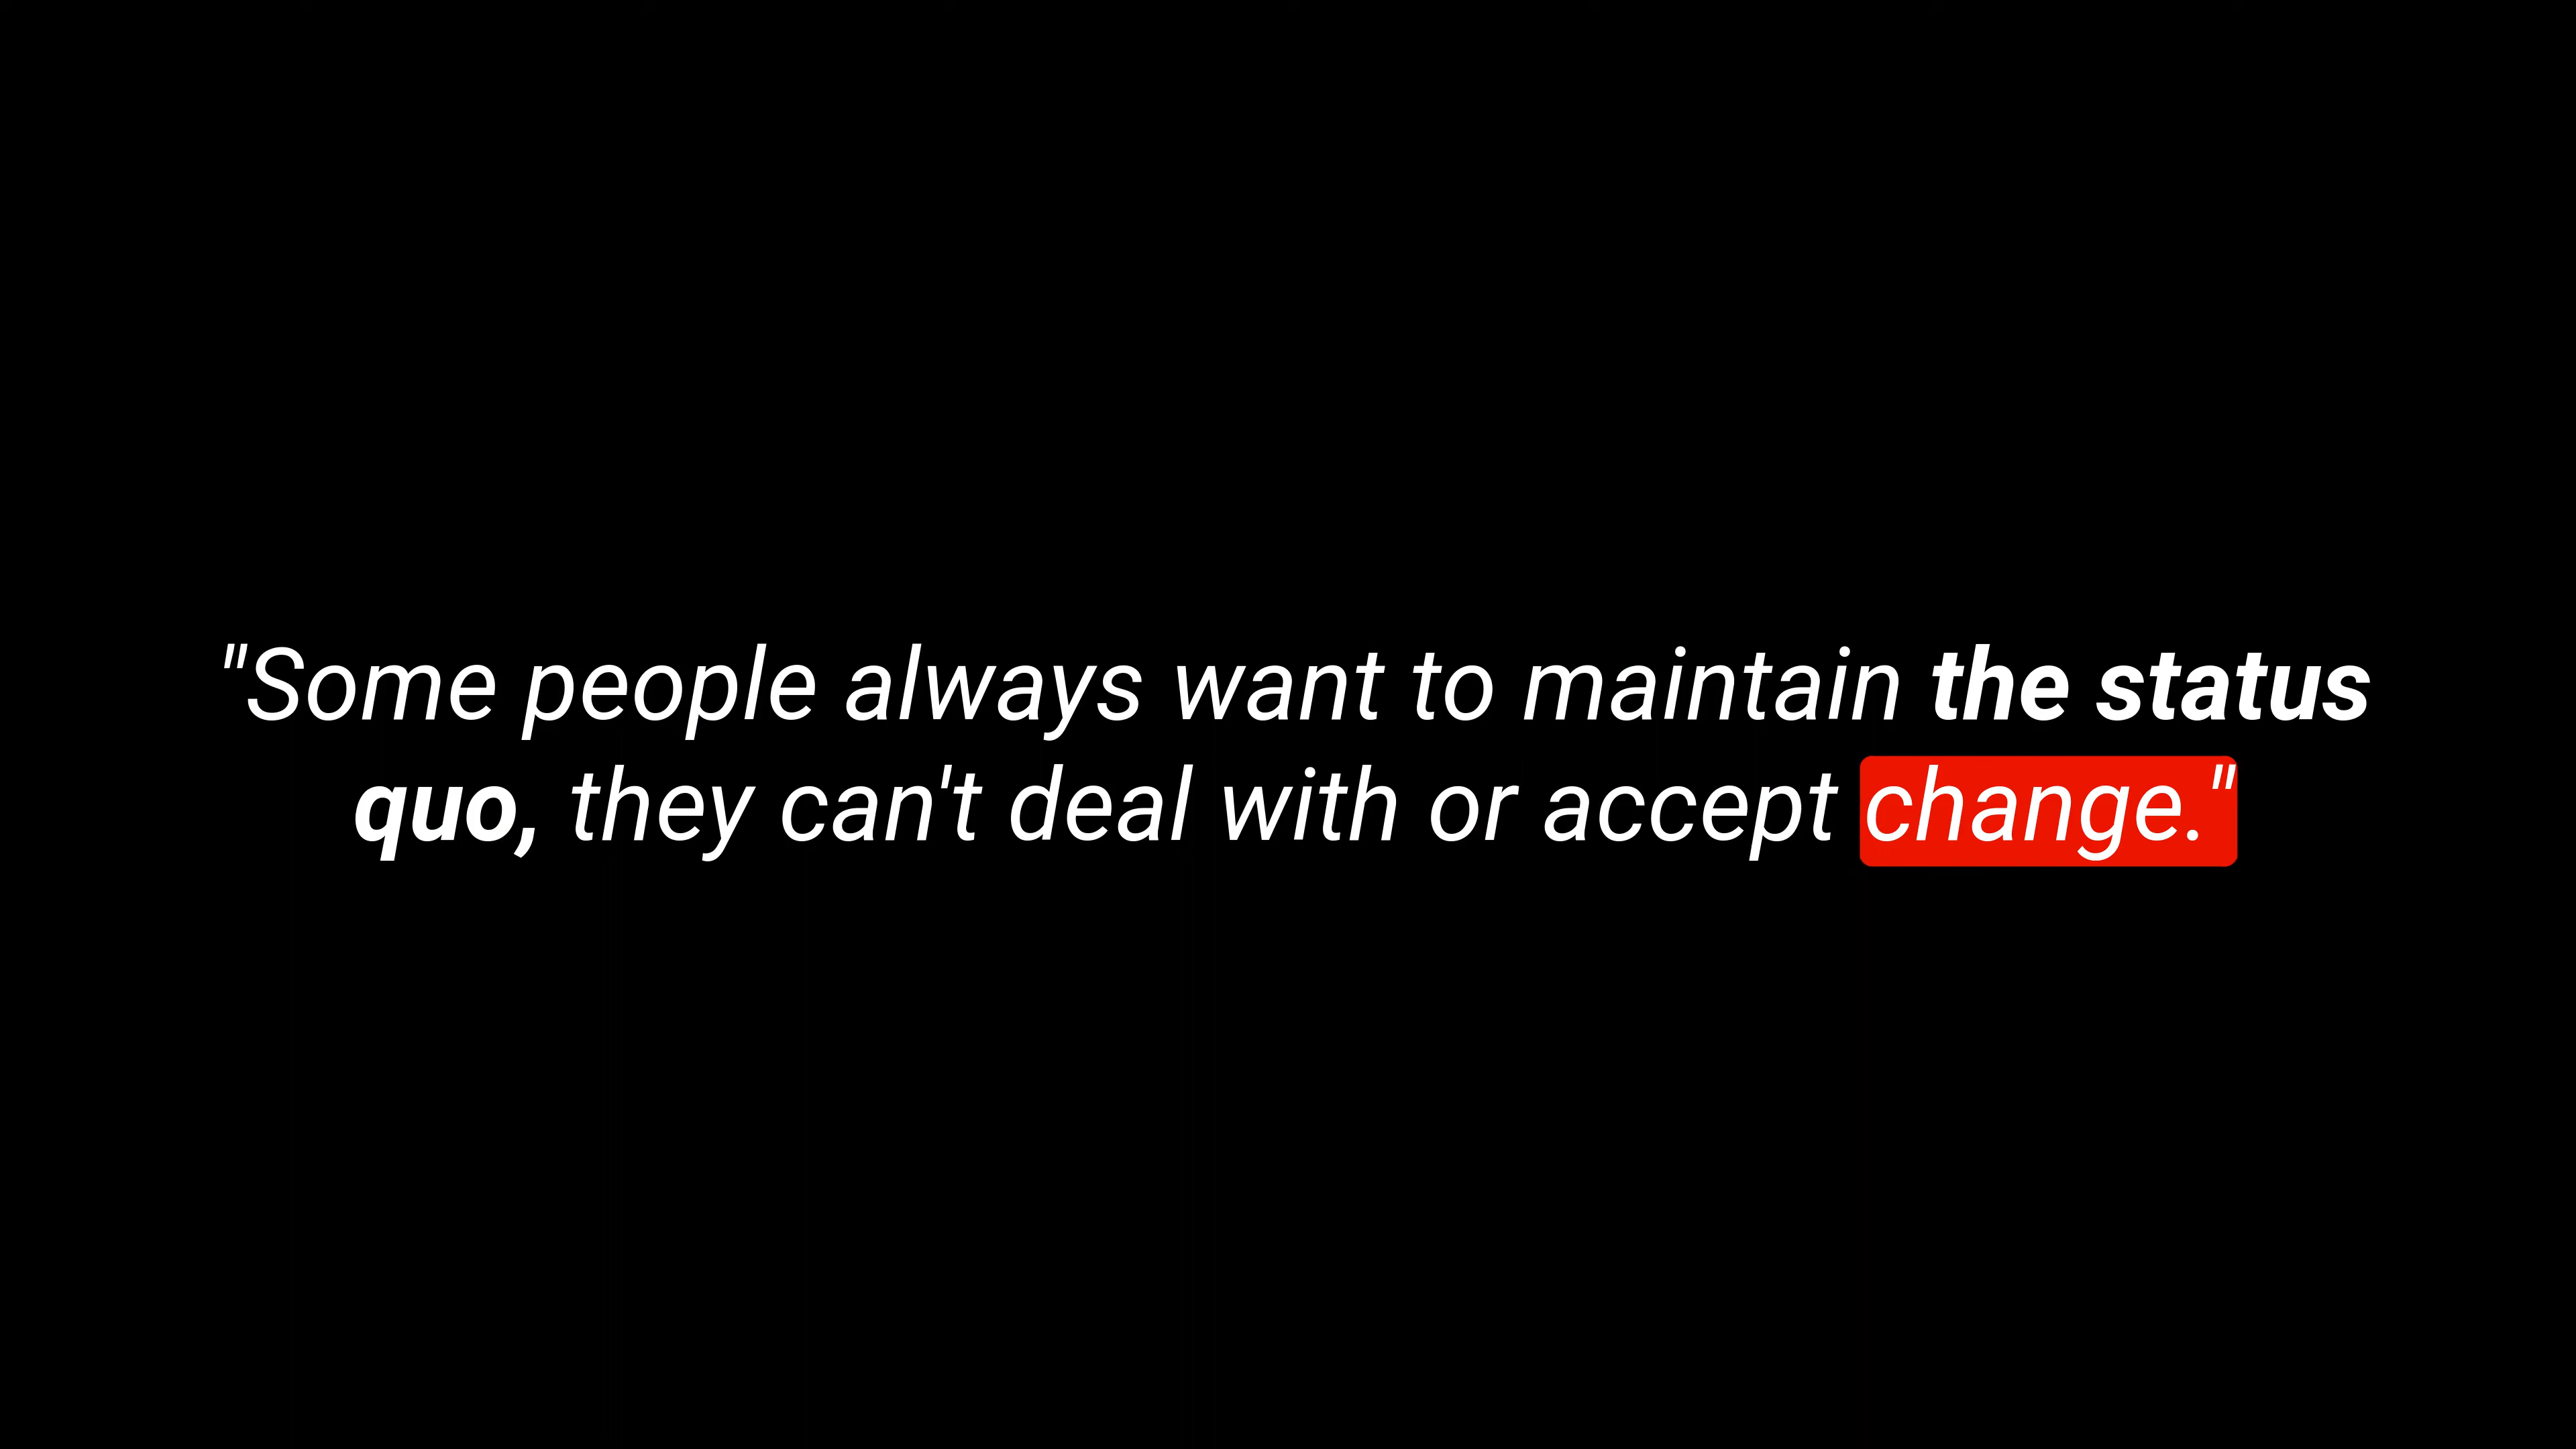 "Some people always want to maintain the status
quo, they can't deal with or accept change."